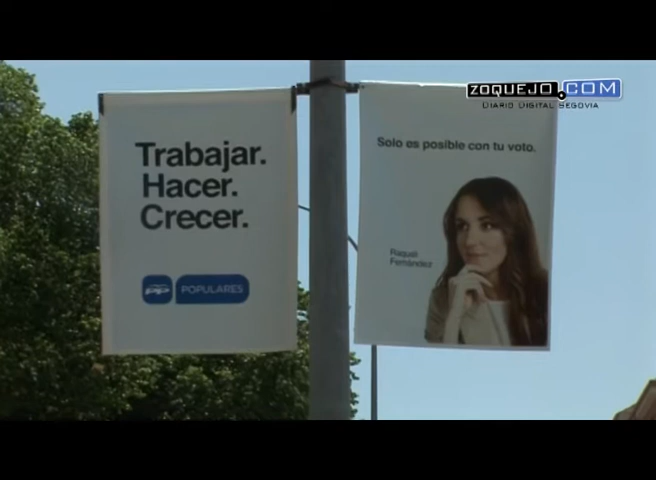 ZOQUEJO.COM
DIARIO DIGITAL SEGOVIA
Trabajar.
Hacer.
Crecer.
PP POPULARES
Solo es posible con tu voto.
Raquel
Fernández